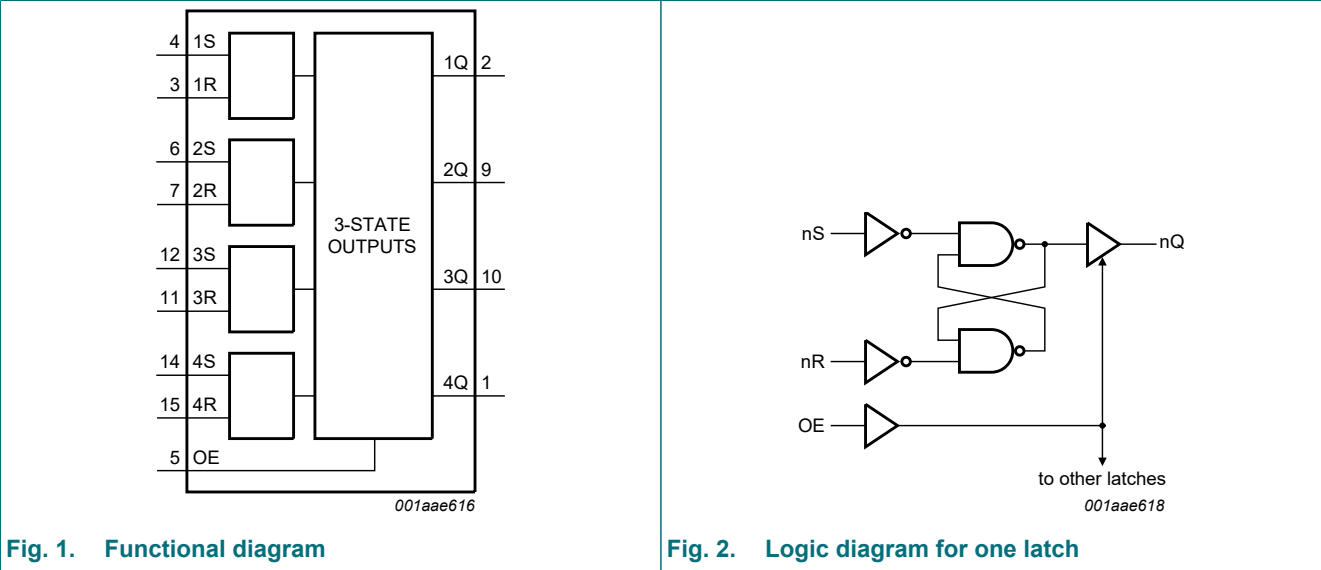 4 1S
3 1R
6 2S
7 2R
12 3S
11 3R
14 4S
15 4R
5 OE
3-STATE
OUTPUTS
1Q 2
2Q 9
3Q 10
4Q 1
001aae616
Fig. 1. Functional diagram
nS
nR
OE
nQ
to other latches
001aae618
Fig. 2. Logic diagram for one latch